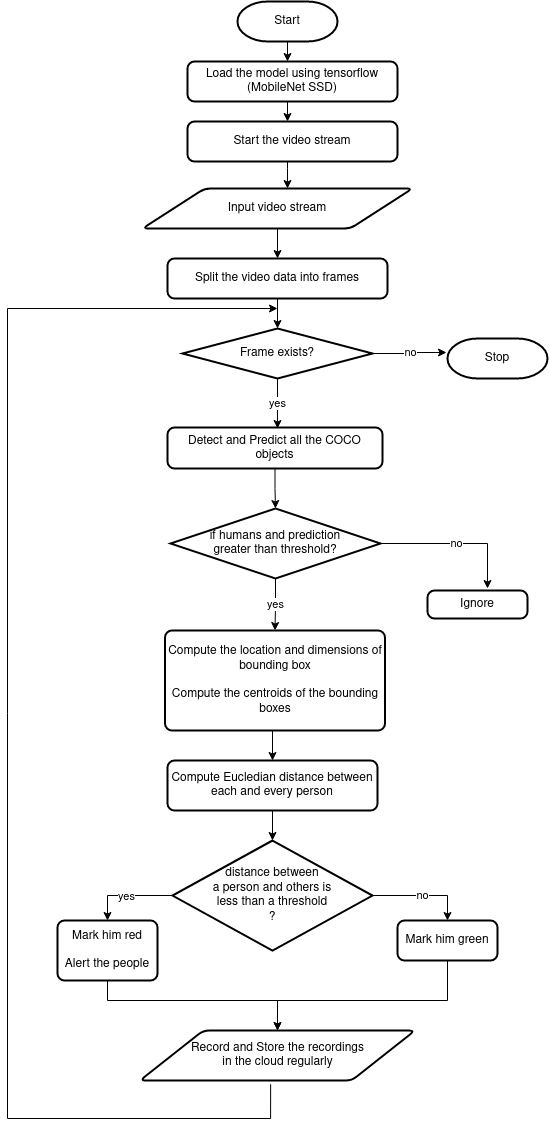 Start
Load the model using tensorflow
(MobileNet SSD)
Start the video stream
Input video stream
Split the video data into frames
Frame exists?
no
Stop
yes
Detect and Predict all the COCO
objects
if humans and prediction
greater than threshold?
no
Ignore
yes
Compute the location and dimensions of
bounding box
Compute the centroids of the bounding
boxes
Compute Eucledian distance between
each and every person
distance between
a person and others is
less than a threshold
?
yes
no
Mark him red
Alert the people
Mark him green
Record and Store the recordings
in the cloud regularly